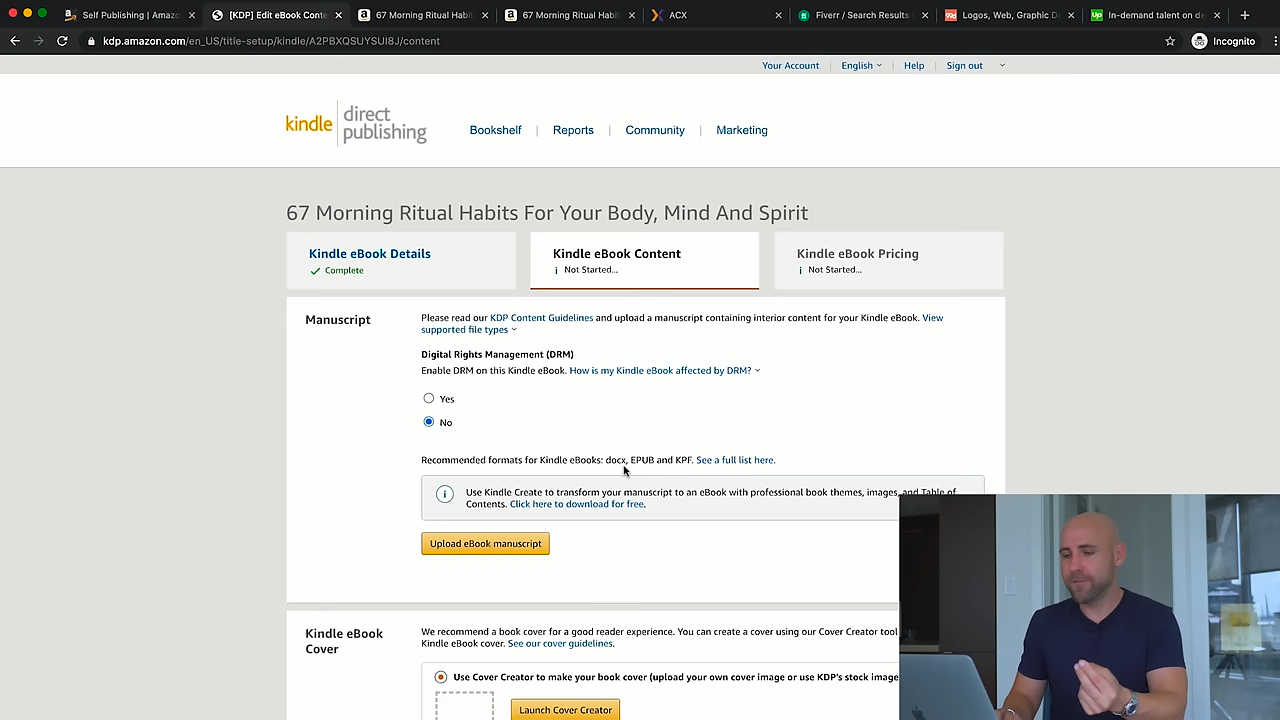 Self Publishing | Amaz
[KDP] Edit eBook Conte
67 Morning Ritual Habi
67 Morning Ritual Habi
ACX
Fiverr / Search Results
Logos, Web, Graphic D
In-demand talent on de
kdp.amazon.com/en_US/title-setup/kindle/A2PBXQSUYSUI8J/content
Incognito
Your Account
English
Help
Sign out
kindle direct publishing
Bookshelf
Reports
Community
Marketing
67 Morning Ritual Habits For Your Body, Mind And Spirit
Kindle eBook Details
Complete
Kindle eBook Content
Not Started...
Kindle eBook Pricing
Not Started...
Manuscript
Please read our KDP Content Guidelines and upload a manuscript containing interior content for your Kindle eBook. View
supported file types
Digital Rights Management (DRM)
Enable DRM on this Kindle eBook. How is my Kindle eBook affected by DRM?
Yes
No
Recommended formats for Kindle eBooks: docx, EPUB and KPF. See a full list here.
Use Kindle Create to transform your manuscript to an eBook with professional book themes, images, and Table of
Contents. Click here to download for free.
Upload eBook manuscript
Kindle eBook
Cover
We recommend a book cover for a good reader experience. You can create a cover using our Cover Creator tool
Kindle eBook cover. See our cover guidelines.
Use Cover Creator to make your book cover (upload your own cover image or use KDP's stock image
Launch Cover Creator